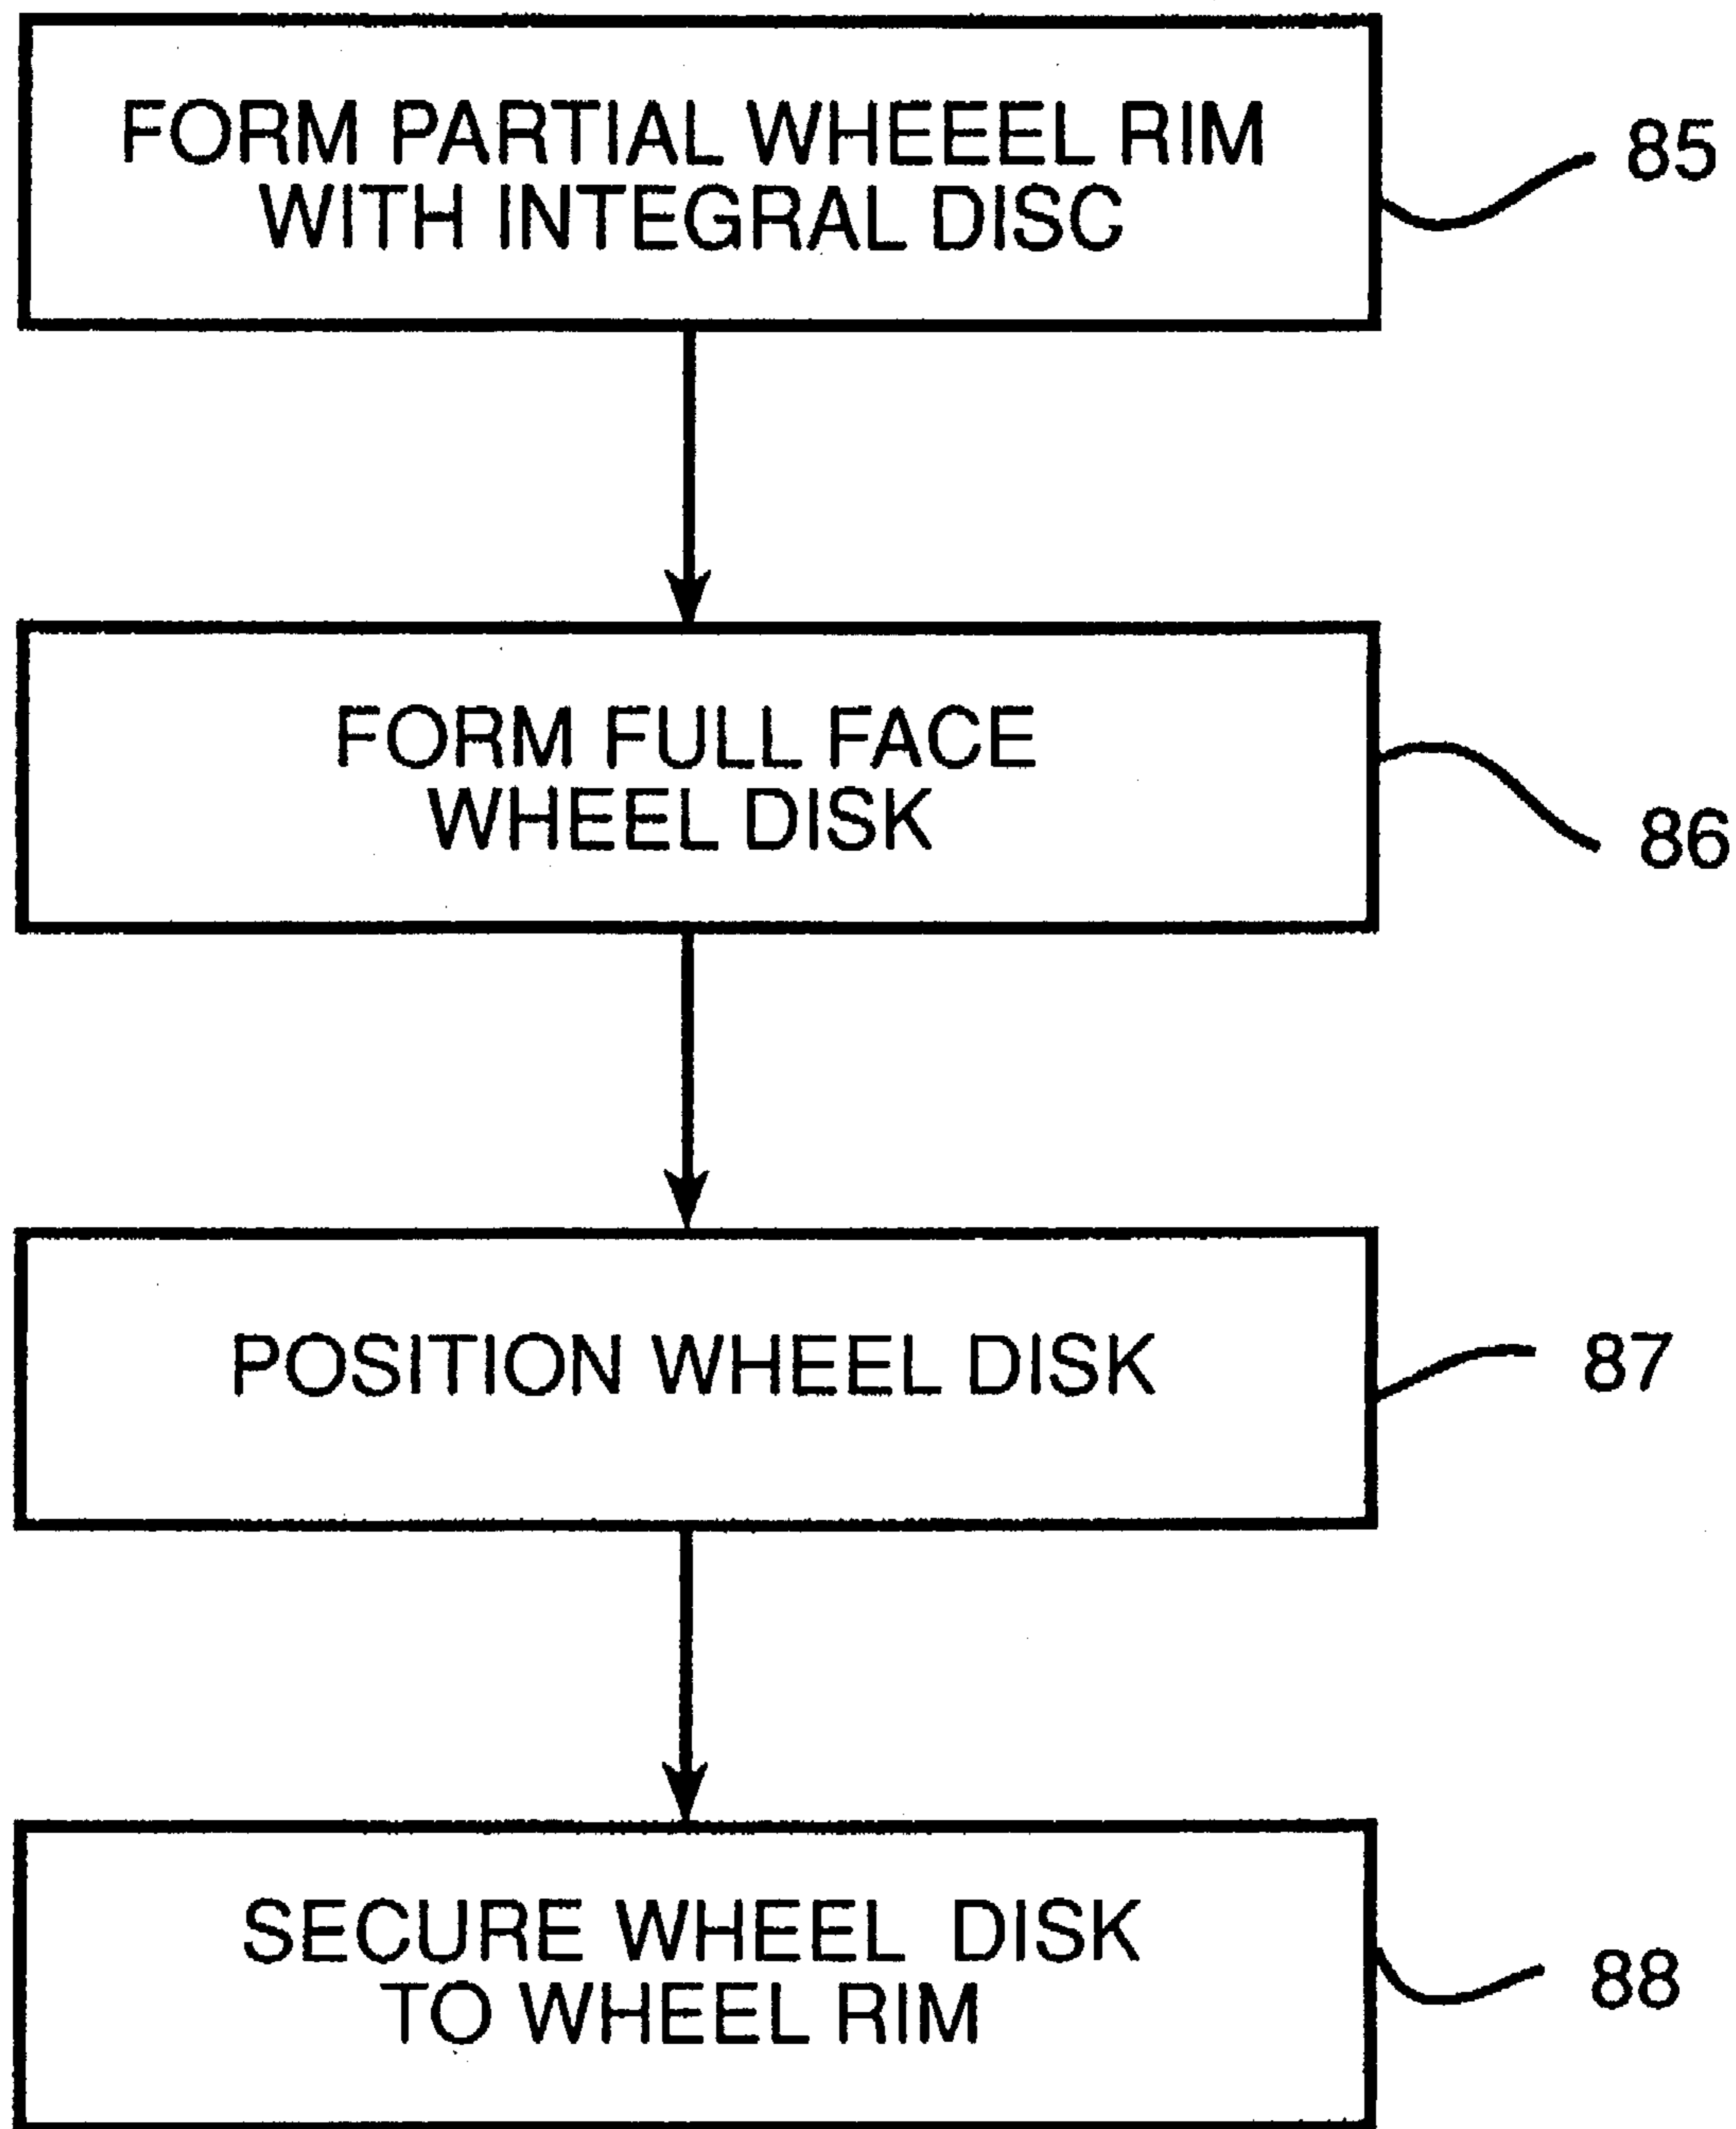 FORM PARTIAL WHEEEL RIM
WITH INTEGRAL DISC
85
FORM FULL FACE
WHEEL DISK
86
POSITION WHEEL DISK
87
SECURE WHEEL DISK
TO WHEEL RIM
88